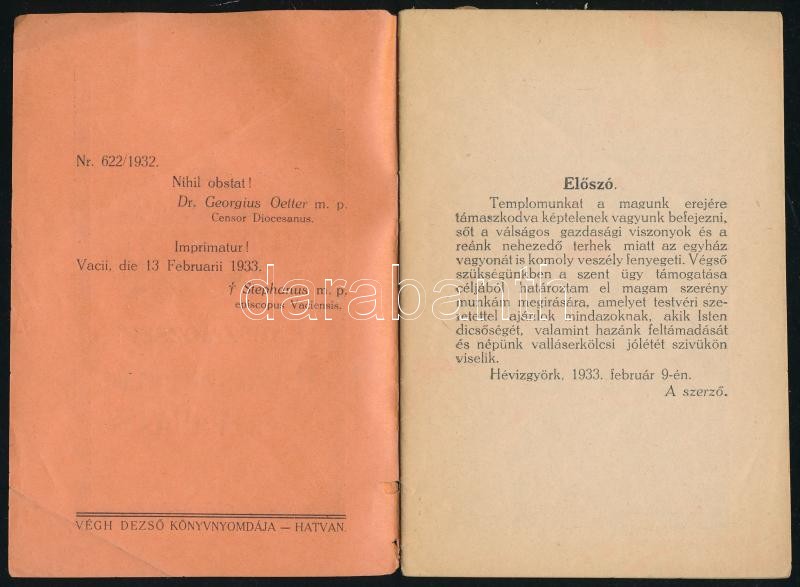 Nr. 622/1932.
Nihil obstat!
Dr. Georgius Oetter m. p.
Censor Diocesanus.
Imprimatur!
Vacii, die 13 Februarii 1933.
† Stephanus m. p.
episcopus Vaciensis.
VÉGH DEZSŐ KÖNYVNYOMDÁJA — HATVAN.
Előszó.
Templomunkat a magunk erejére
támaszkodva képtelenek vagyunk befejezni,
sőt a válságos gazdasági viszonyok és a
reánk nehezedő terhek miatt az egyház
vagyonát is komoly veszély fenyegeti. Végső
szükségünkben a szent ügy támogatása
céljából határoztam el magam szerény
munkám megírására, amelyet testvéri sze-
retettel ajánlek mindazoknak, akik Isten
dicsőségét, valamint hazánk feltámadását
és népünk valláserkölcsi jólétét szivükön
viselik.
Hévizgyörk, 1933. február 9-én.
A szerző.
darabanth.com